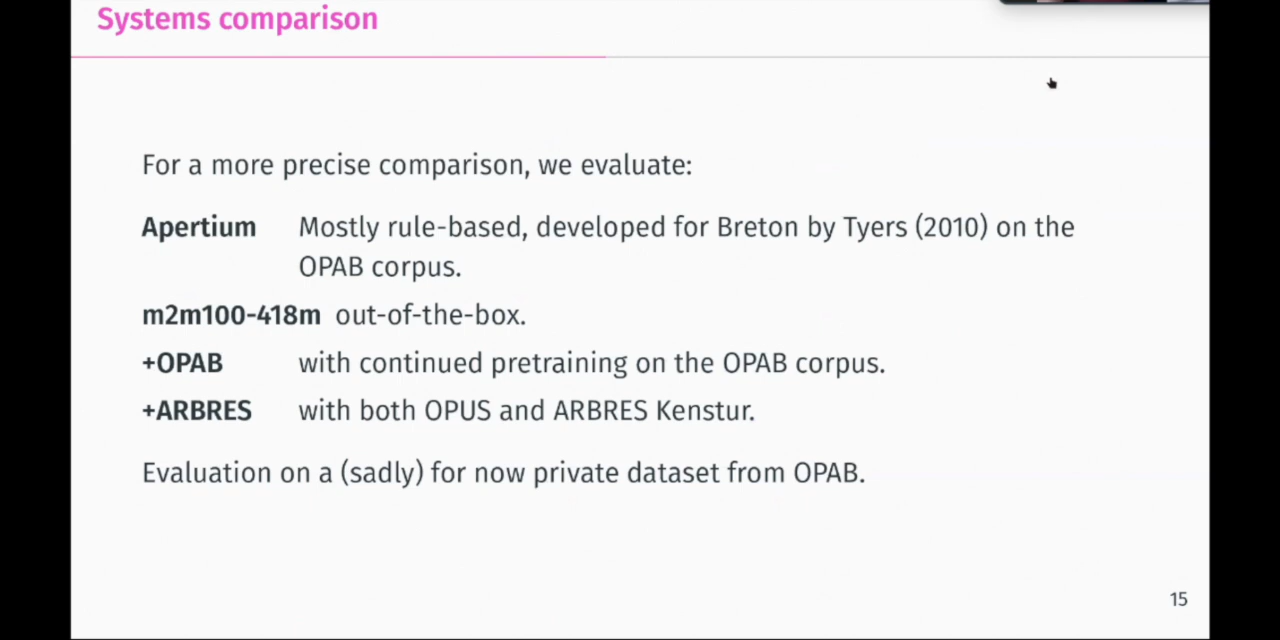 Systems comparison
For a more precise comparison, we evaluate:
Apertium Mostly rule-based, developed for Breton by Tyers (2010) on the
OPAB corpus.
m2m100-418m out-of-the-box.
+OPAB with continued pretraining on the OPAB corpus.
+ARBRES with both OPUS and ARBRES Kenstur.
Evaluation on a (sadly) for now private dataset from OPAB.
15